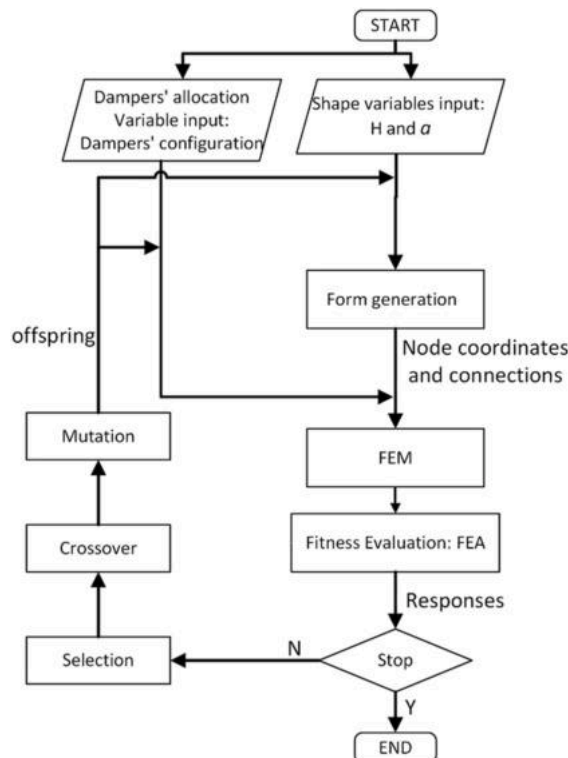 START
Dampers' allocation
Variable input:
Dampers' configuration
Shape variables input:
H and a
Form generation
offspring
Node coordinates
and connections
Mutation
FEM
Crossover
Fitness Evaluation: FEA
Responses
N
Selection
Stop
Y
END